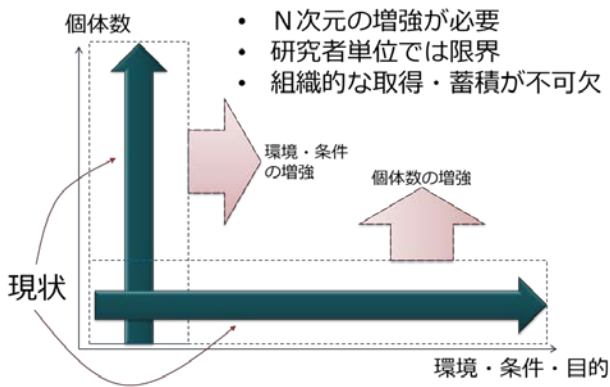 個体数
• N次元の増強が必要
• 研究者単位では限界
• 組織的な取得・蓄積が不可欠
環境・条件
の増強
個体数の増強
現状
環境・条件・目的